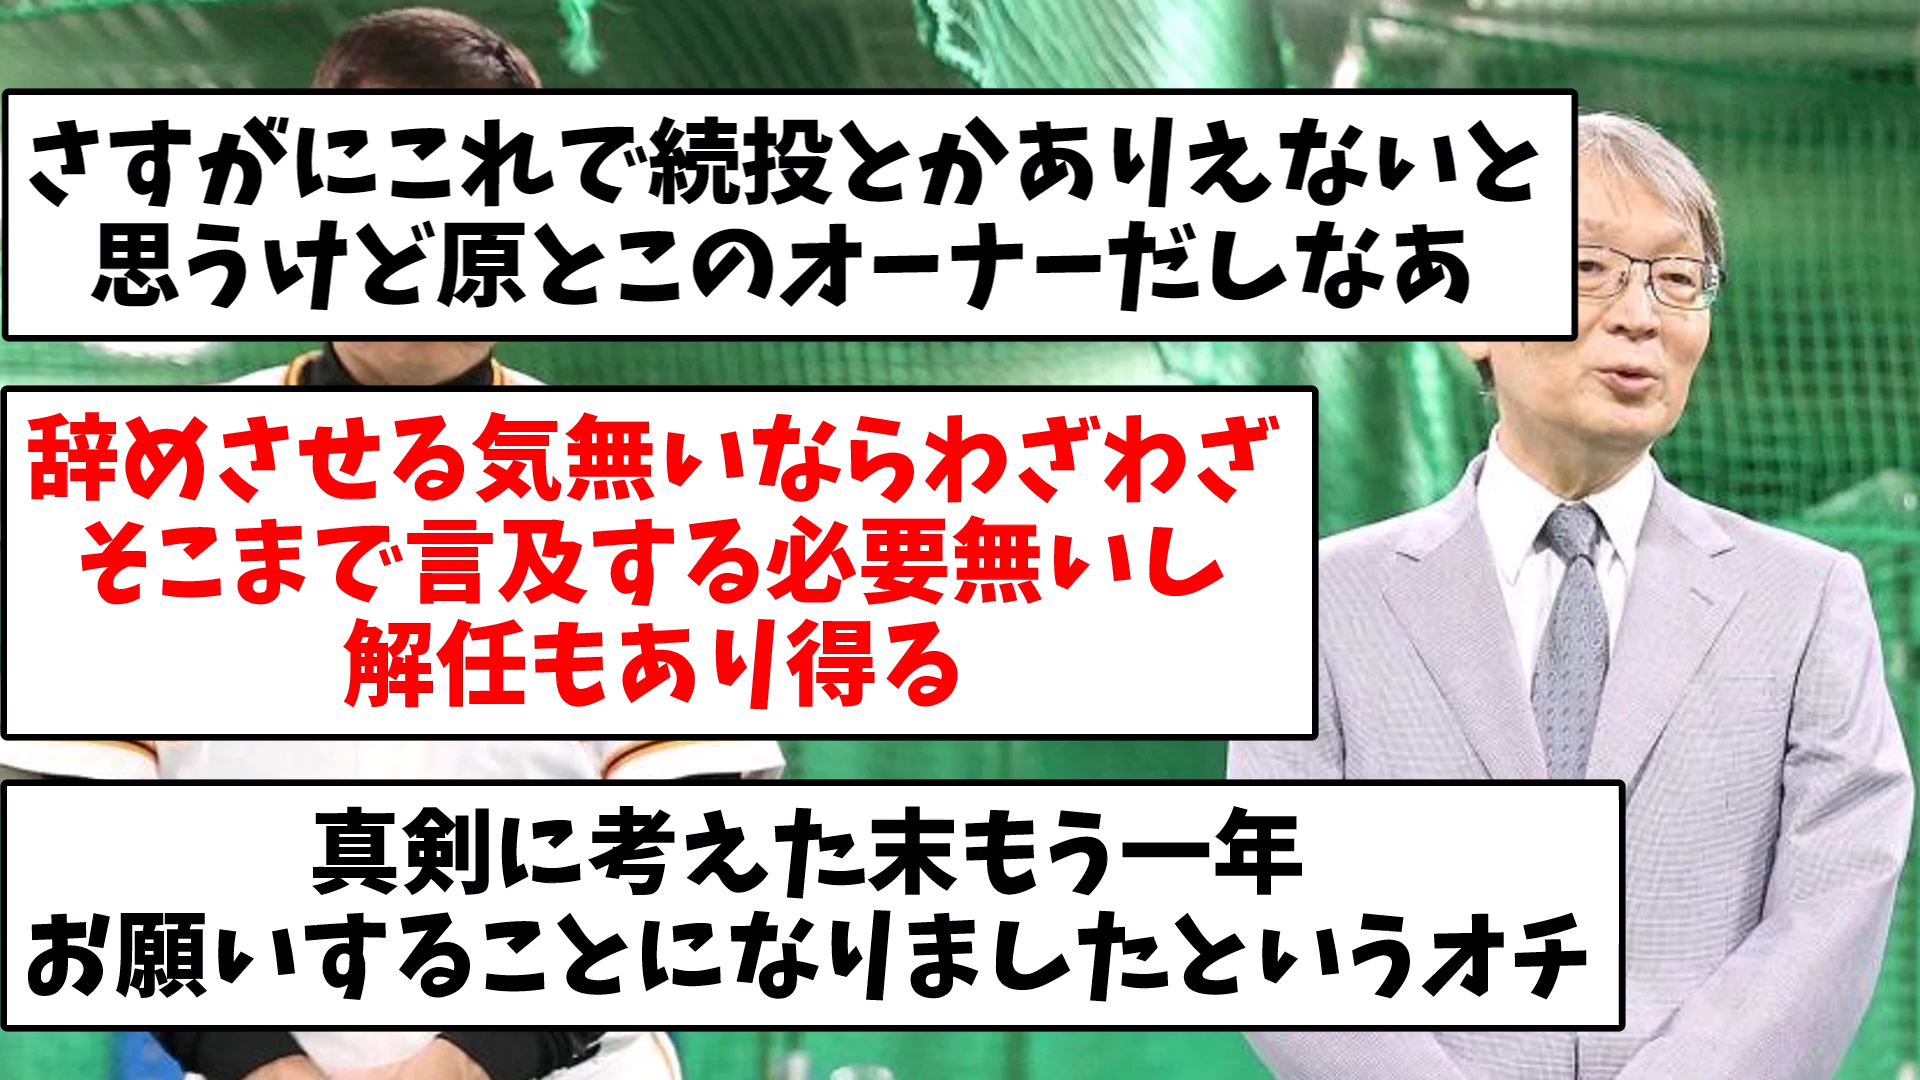 さすがにこれで続投とかありえないと
思うけど原とこのオーナーだしなあ
辞めさせる気無いならわざわざ
そこまで言及する必要無いし
解任もあり得る
真剣に考えた末もう一年
お願いすることになりましたというオチ